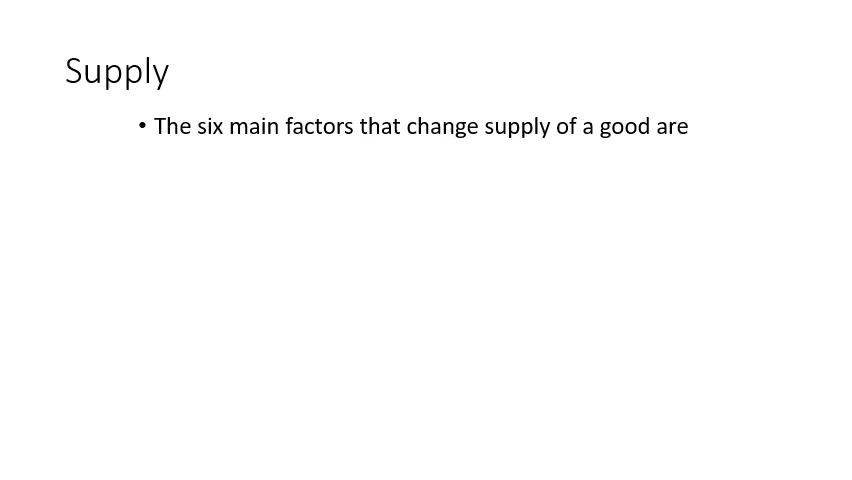 Supply
• The six main factors that change supply of a good are